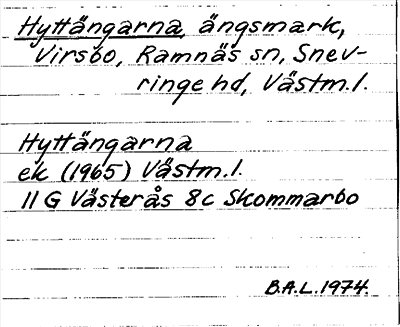 Hyttängarna, ängsmark,
Virsbo, Ramnäs sn, Snev-
ringe hd, Västm.l.
Hyttängarna
ek (1965) Västm.l.
11 G Västerås 8c Skommarbo
B.A.L. 1974.